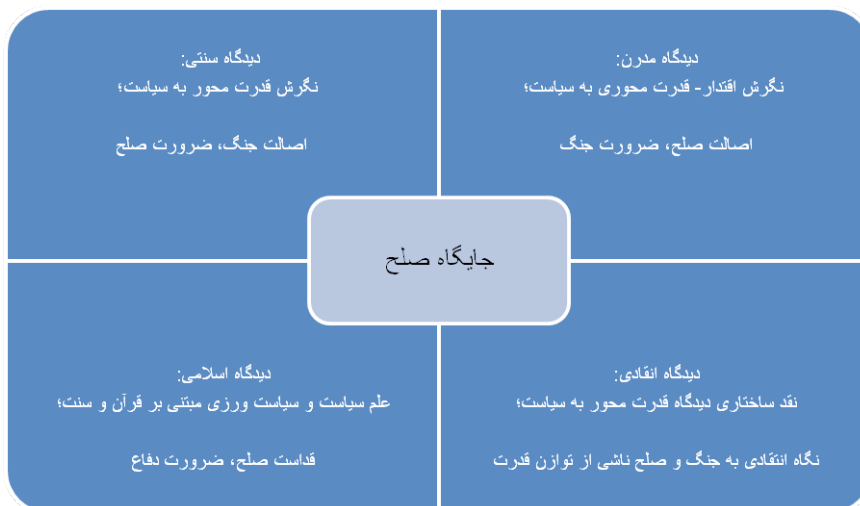 دیدگاه مدرن:
نگرش اقتدار- قدرت محوری به سیاست؛
اصالت صلح، ضرورت جنگ
دیدگاه سنتی:
نگرش قدرت محور به سیاست؛
اصالت جنگ، ضرورت صلح
جایگاه صلح
دیدگاه انقادی:
نقد ساختاری دیدگاه قدرت محور به سیاست؛
نگاه انتقادی به جنگ و صلح ناشی از توازن قدرت
دیدگاه اسلامی:
علم سیاست و سیاست ورزی مبتنی بر قرآن و سنت؛
قداست صلح، ضرورت دفاع